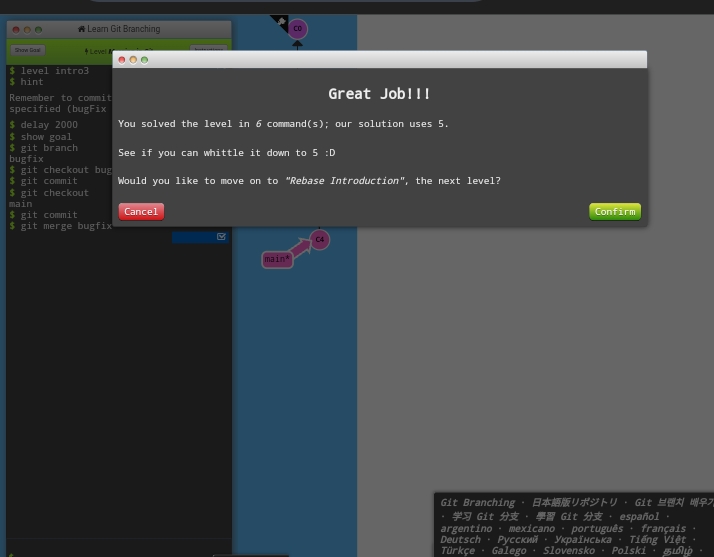 Learn Git Branching
Show Goal
Level
$ level intro3
$ hint
Remember to commit
specified (bugFix
$ delay 2000
$ show goal
$ git branch
bugfix
$ git checkout bug
$ git commit
$ git checkout
main
$ git commit
$ git merge bugfix
C0
Great Job!!!
You solved the level in 6 command(s); our solution uses 5.
See if you can whittle it down to 5 :D
Would you like to move on to "Rebase Introduction", the next level?
Cancel
Confirm
C4
main*
Git Branching · 日本語版リポジトリ · Git 브랜치 배우기
· 学习 Git 分支 · 學習 Git 分支 · español ·
argentino · mexicano · português · français ·
Deutsch · Русский · Українська · Tiếng Việt ·
Türkçe · Galego · Slovensko · Polski · தமிழ் ·
$